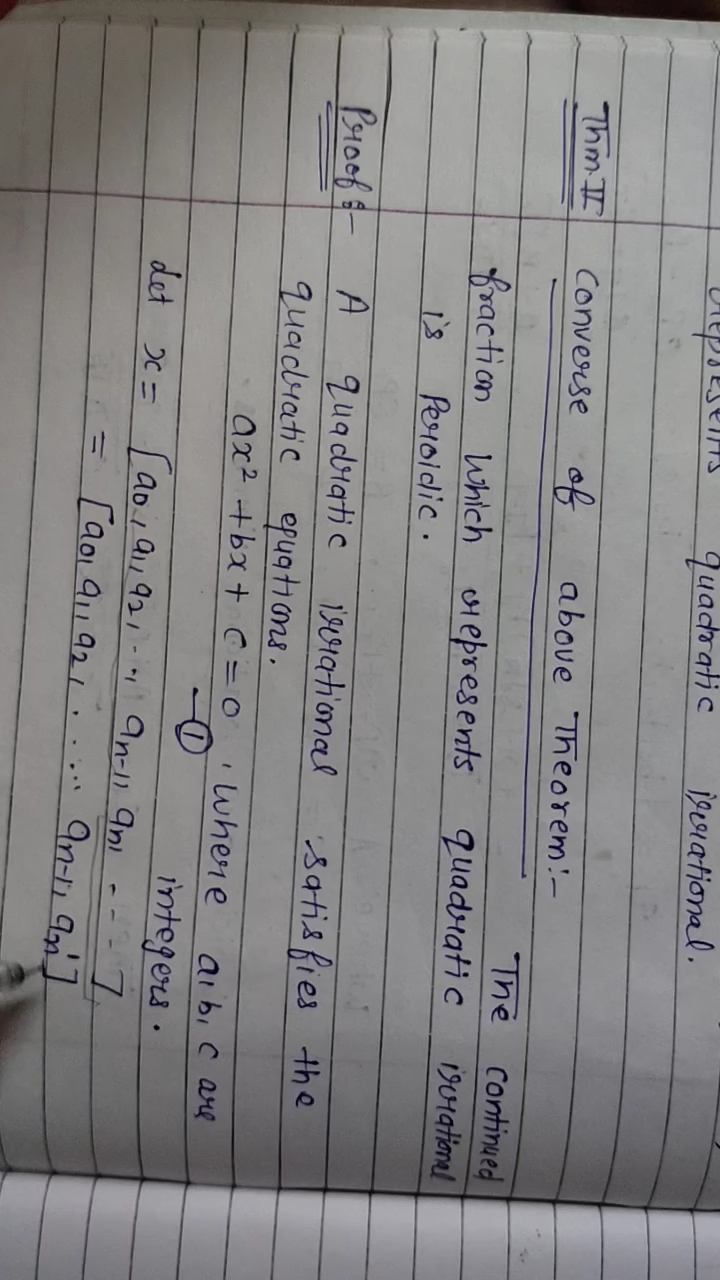 represents quadratic irrational.
Thm. II Converse of above Theorem:- The continued
fraction which represents quadratic irrational
is Peroidic.
Proof :- A quadratic irrational satisfies the
quadratic equations.
ax² + bx + c = 0, where a, b, c are
—① integers.
Let x = [a₀, a₁, a₂, .., aₙ₋₁, aₙ, - - - ]
= [a₀, a₁, a₂, . . . .. aₙ₋₁, aₙ']